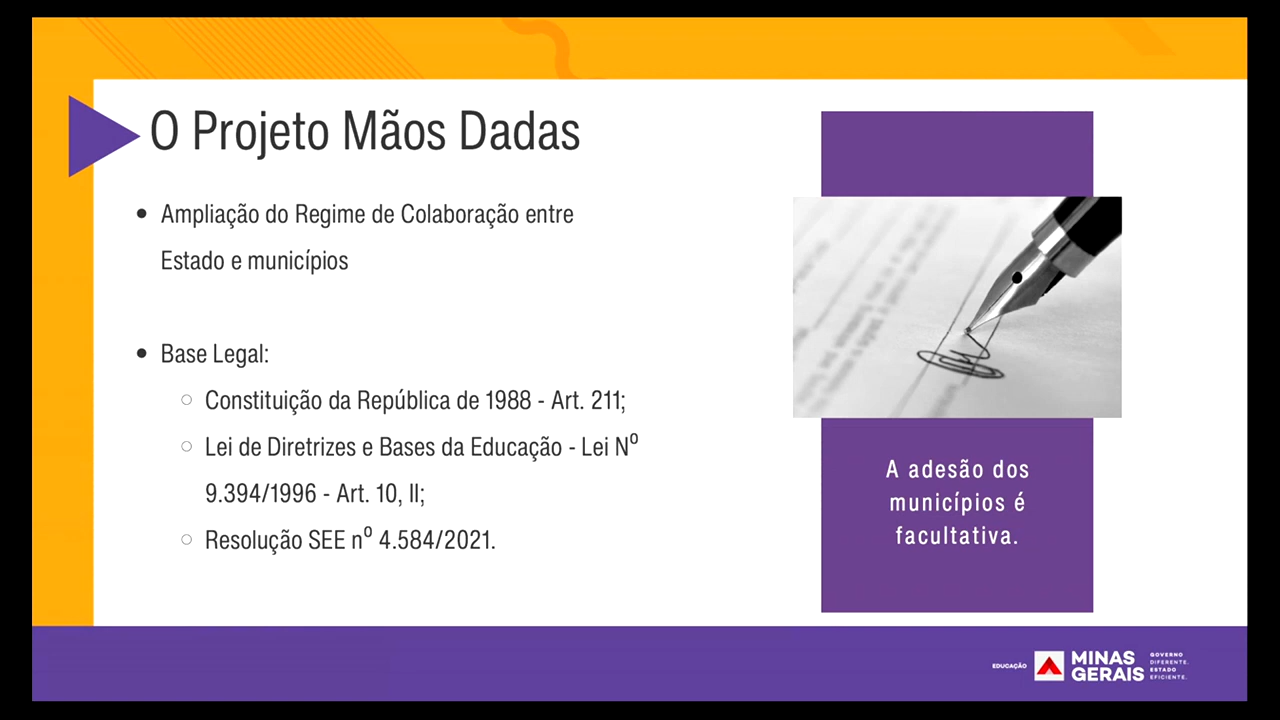 O Projeto Mãos Dadas
• Ampliação do Regime de Colaboração entre
Estado e municípios
• Base Legal:
○ Constituição da República de 1988 - Art. 211;
○ Lei de Diretrizes e Bases da Educação - Lei Nº
9.394/1996 - Art. 10, II;
○ Resolução SEE nº 4.584/2021.
A adesão dos
municípios é
facultativa.
EDUCAÇÃO
MINAS
GERAIS
GOVERNO
DIFERENTE.
ESTADO
EFICIENTE.